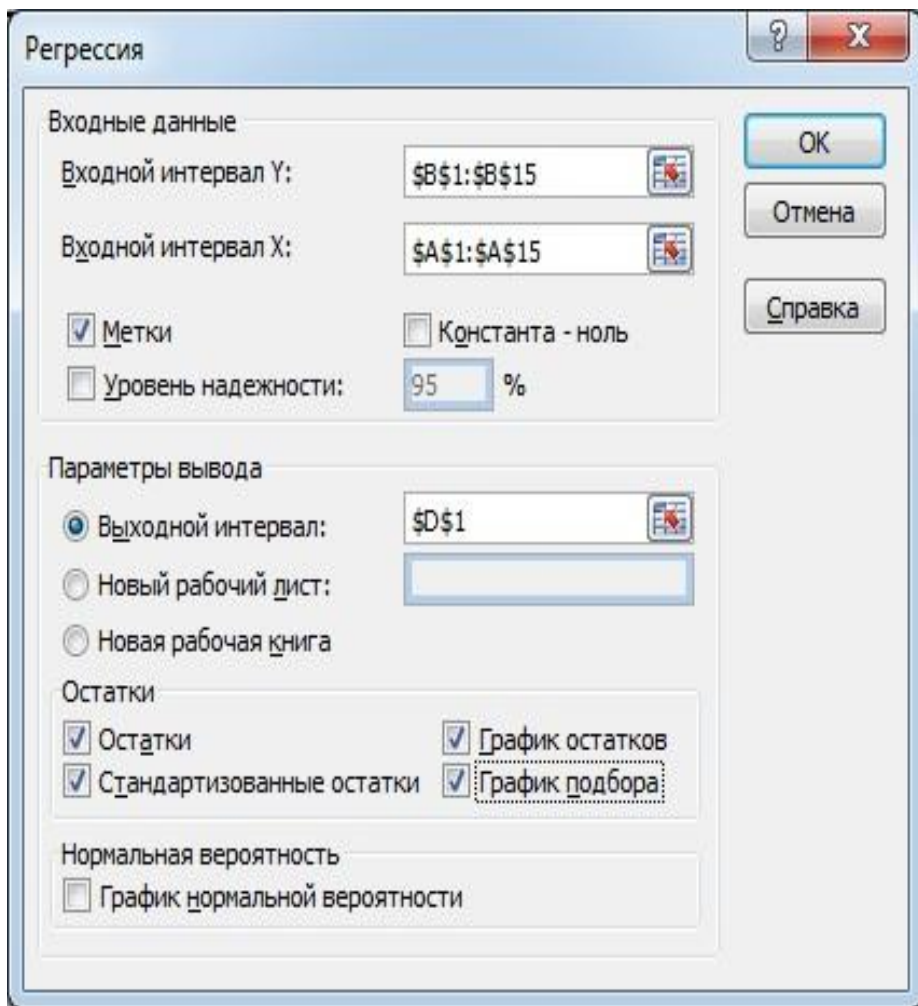 Регрессия
Входные данные
Входной интервал Y: $B$1:$B$15
Входной интервал X: $A$1:$A$15
Метки Константа - ноль
Уровень надежности: 95 %
OK
Отмена
Справка
Параметры вывода
Выходной интервал: $D$1
Новый рабочий лист:
Новая рабочая книга
Остатки
Остатки График остатков
Стандартизованные остатки График подбора
Нормальная вероятность
График нормальной вероятности